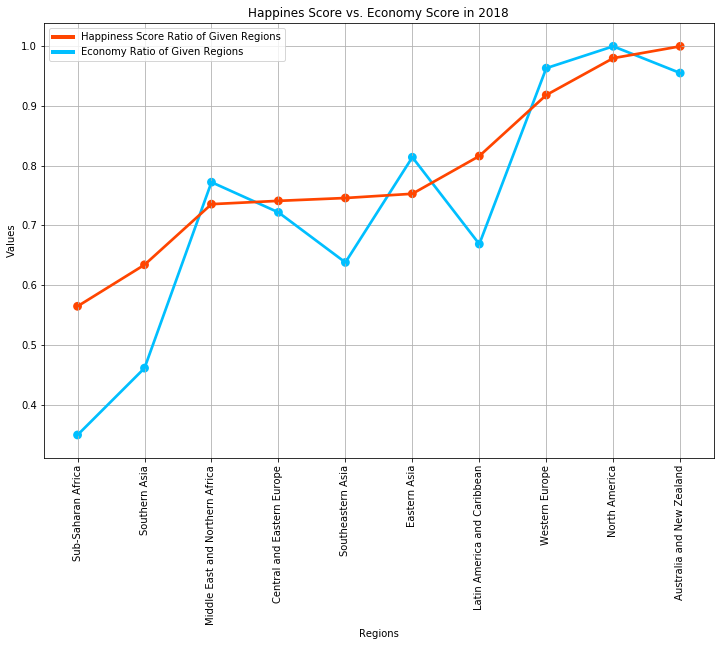 Happines Score vs. Economy Score in 2018
Happiness Score Ratio of Given Regions
Economy Ratio of Given Regions
Values
1.0
0.9
0.8
0.7
0.6
0.5
0.4
Sub-Saharan Africa
Southern Asia
Middle East and Northern Africa
Central and Eastern Europe
Southeastern Asia
Eastern Asia
Latin America and Caribbean
Western Europe
North America
Australia and New Zealand
Regions